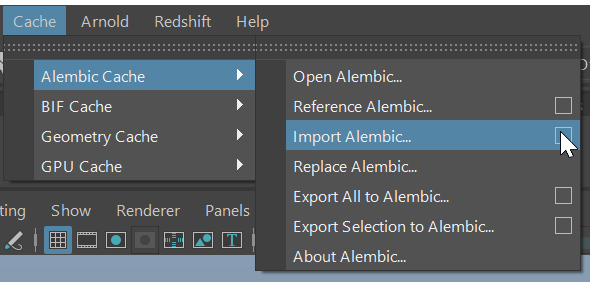 Cache Arnold Redshift Help
Alembic Cache
BIF Cache
Geometry Cache
GPU Cache
Open Alembic...
Reference Alembic...
Import Alembic...
Replace Alembic...
Export All to Alembic...
Export Selection to Alembic...
About Alembic...
ting Show Renderer Panels
T